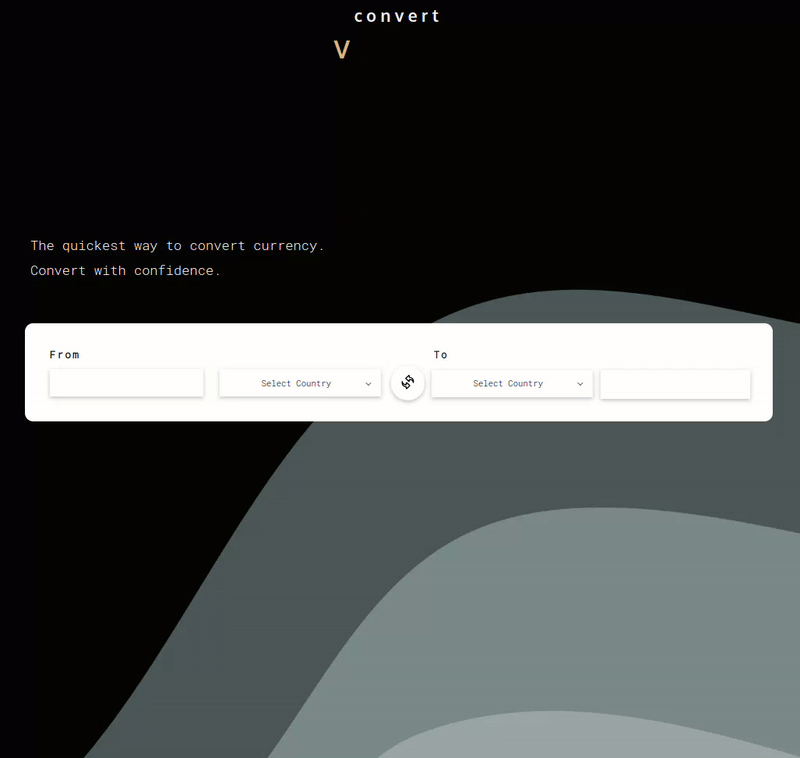 convert
V
The quickest way to convert currency.
Convert with confidence.
From
To
Select Country
Select Country